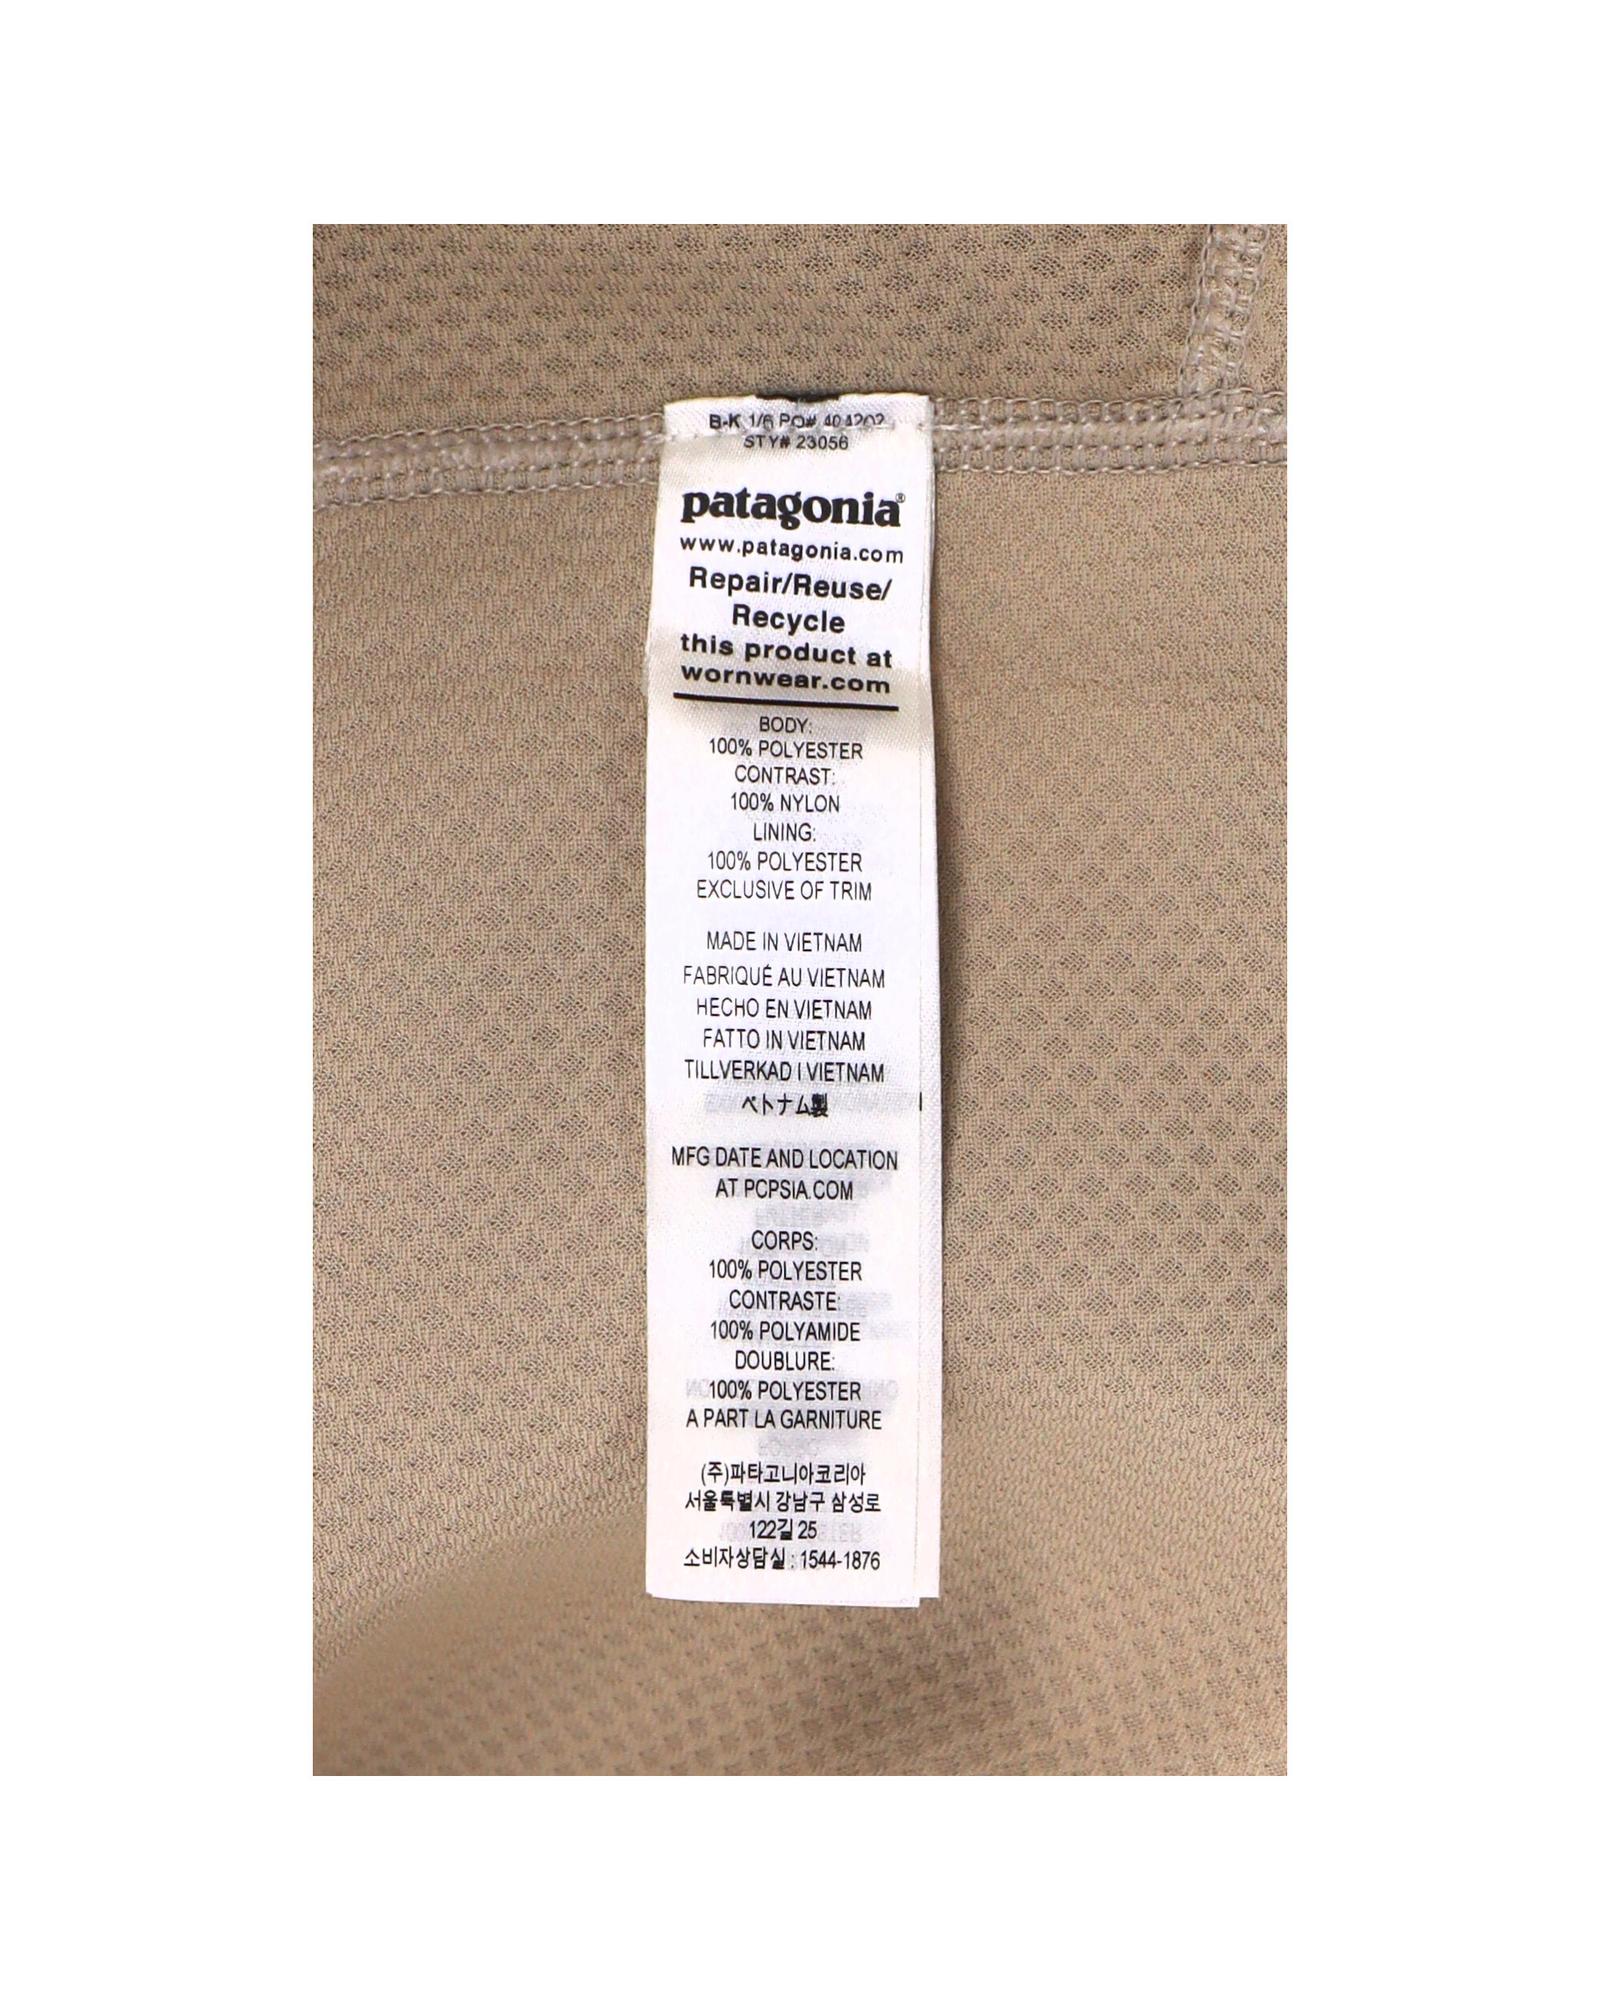 B-K 1/6 PO# 404202
STY# 23056
patagonia®
www.patagonia.com
Repair/Reuse/
Recycle
this product at
wornwear.com
BODY:
100% POLYESTER
CONTRAST:
100% NYLON
LINING:
100% POLYESTER
EXCLUSIVE OF TRIM
MADE IN VIETNAM
FABRIQUÉ AU VIETNAM
HECHO EN VIETNAM
FATTO IN VIETNAM
TILLVERKAD I VIETNAM
ベトナム製
MFG DATE AND LOCATION
AT PCPSIA.COM
CORPS:
100% POLYESTER
CONTRASTE:
100% POLYAMIDE
DOUBLURE:
100% POLYESTER
A PART LA GARNITURE
(주)파타고니아코리아
서울특별시 강남구 삼성로
122길 25
소비자상담실 : 1544-1876